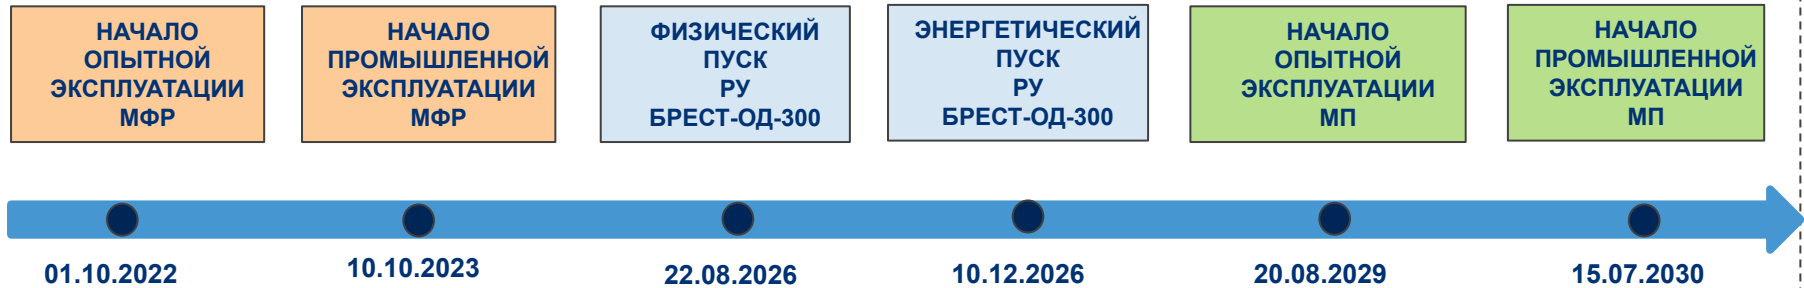 НАЧАЛО
ОПЫТНОЙ
ЭКСПЛУАТАЦИИ
МФР
НАЧАЛО
ПРОМЫШЛЕННОЙ
ЭКСПЛУАТАЦИИ
МФР
ФИЗИЧЕСКИЙ
ПУСК
РУ
БРЕСТ-ОД-300
ЭНЕРГЕТИЧЕСКИЙ
ПУСК
РУ
БРЕСТ-ОД-300
НАЧАЛО
ОПЫТНОЙ
ЭКСПЛУАТАЦИИ
МП
НАЧАЛО
ПРОМЫШЛЕННОЙ
ЭКСПЛУАТАЦИИ
МП
01.10.2022
10.10.2023
22.08.2026
10.12.2026
20.08.2029
15.07.2030